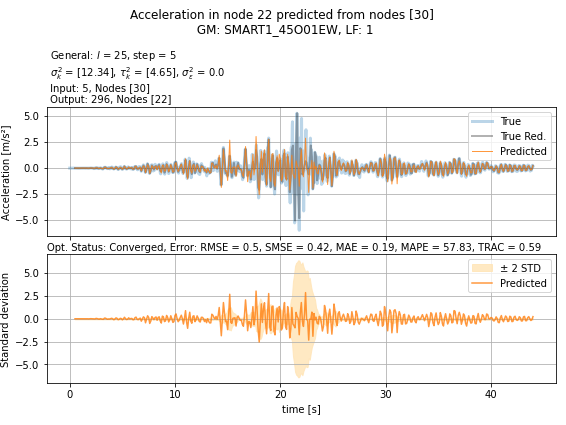 Acceleration in node 22 predicted from nodes [30]
GM: SMART1_45O01EW, LF: 1
General: l = 25, step = 5
σ²ₖ = [12.34], τ²ₖ = [4.65], σ²ₑ = 0.0
Input: 5, Nodes [30]
Output: 296, Nodes [22]
Acceleration [m/s²]
5.0
2.5
0.0
−2.5
−5.0
True
True Red.
Predicted
Opt. Status: Converged, Error: RMSE = 0.5, SMSE = 0.42, MAE = 0.19, MAPE = 57.83, TRAC = 0.59
Standard deviation
5.0
2.5
0.0
−2.5
−5.0
± 2 STD
Predicted
0 10 20 30 40
time [s]